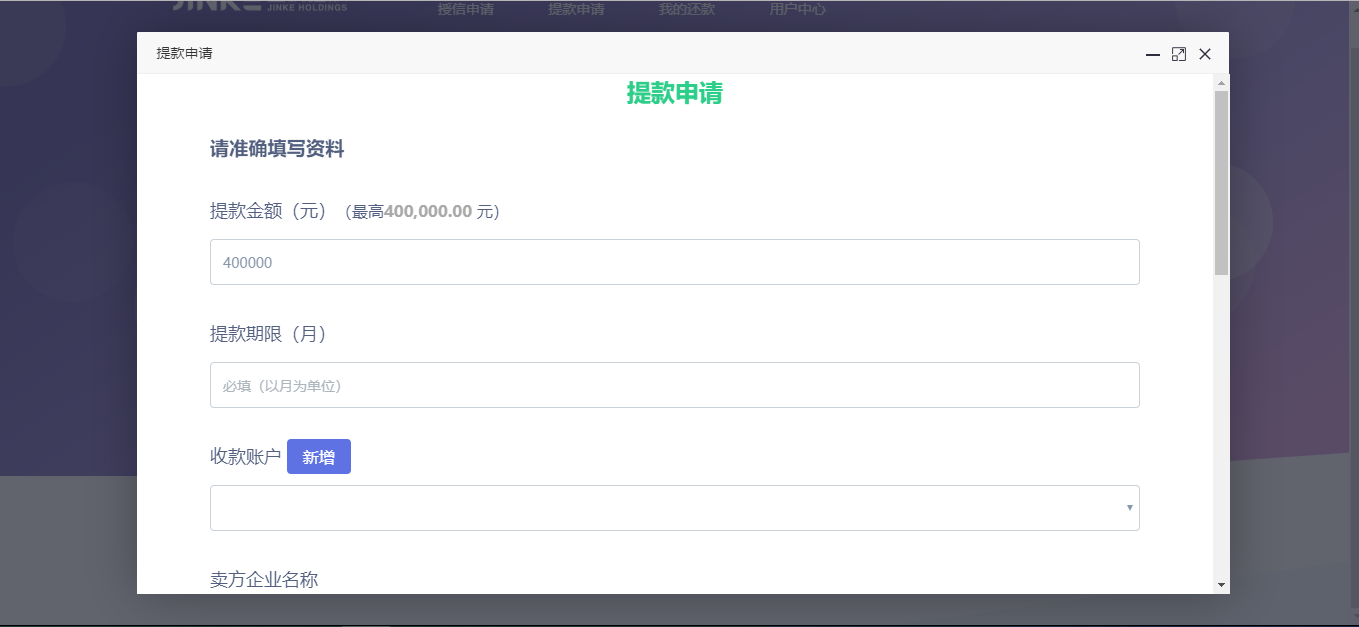 JINKE JINKE HOLDINGS 授信申请 提款申请 我的还款 用户中心
提款申请
提款申请
请准确填写资料
提款金额（元）（最高400,000.00 元）
400000
提款期限（月）
必填（以月为单位）
收款账户 新增
卖方企业名称